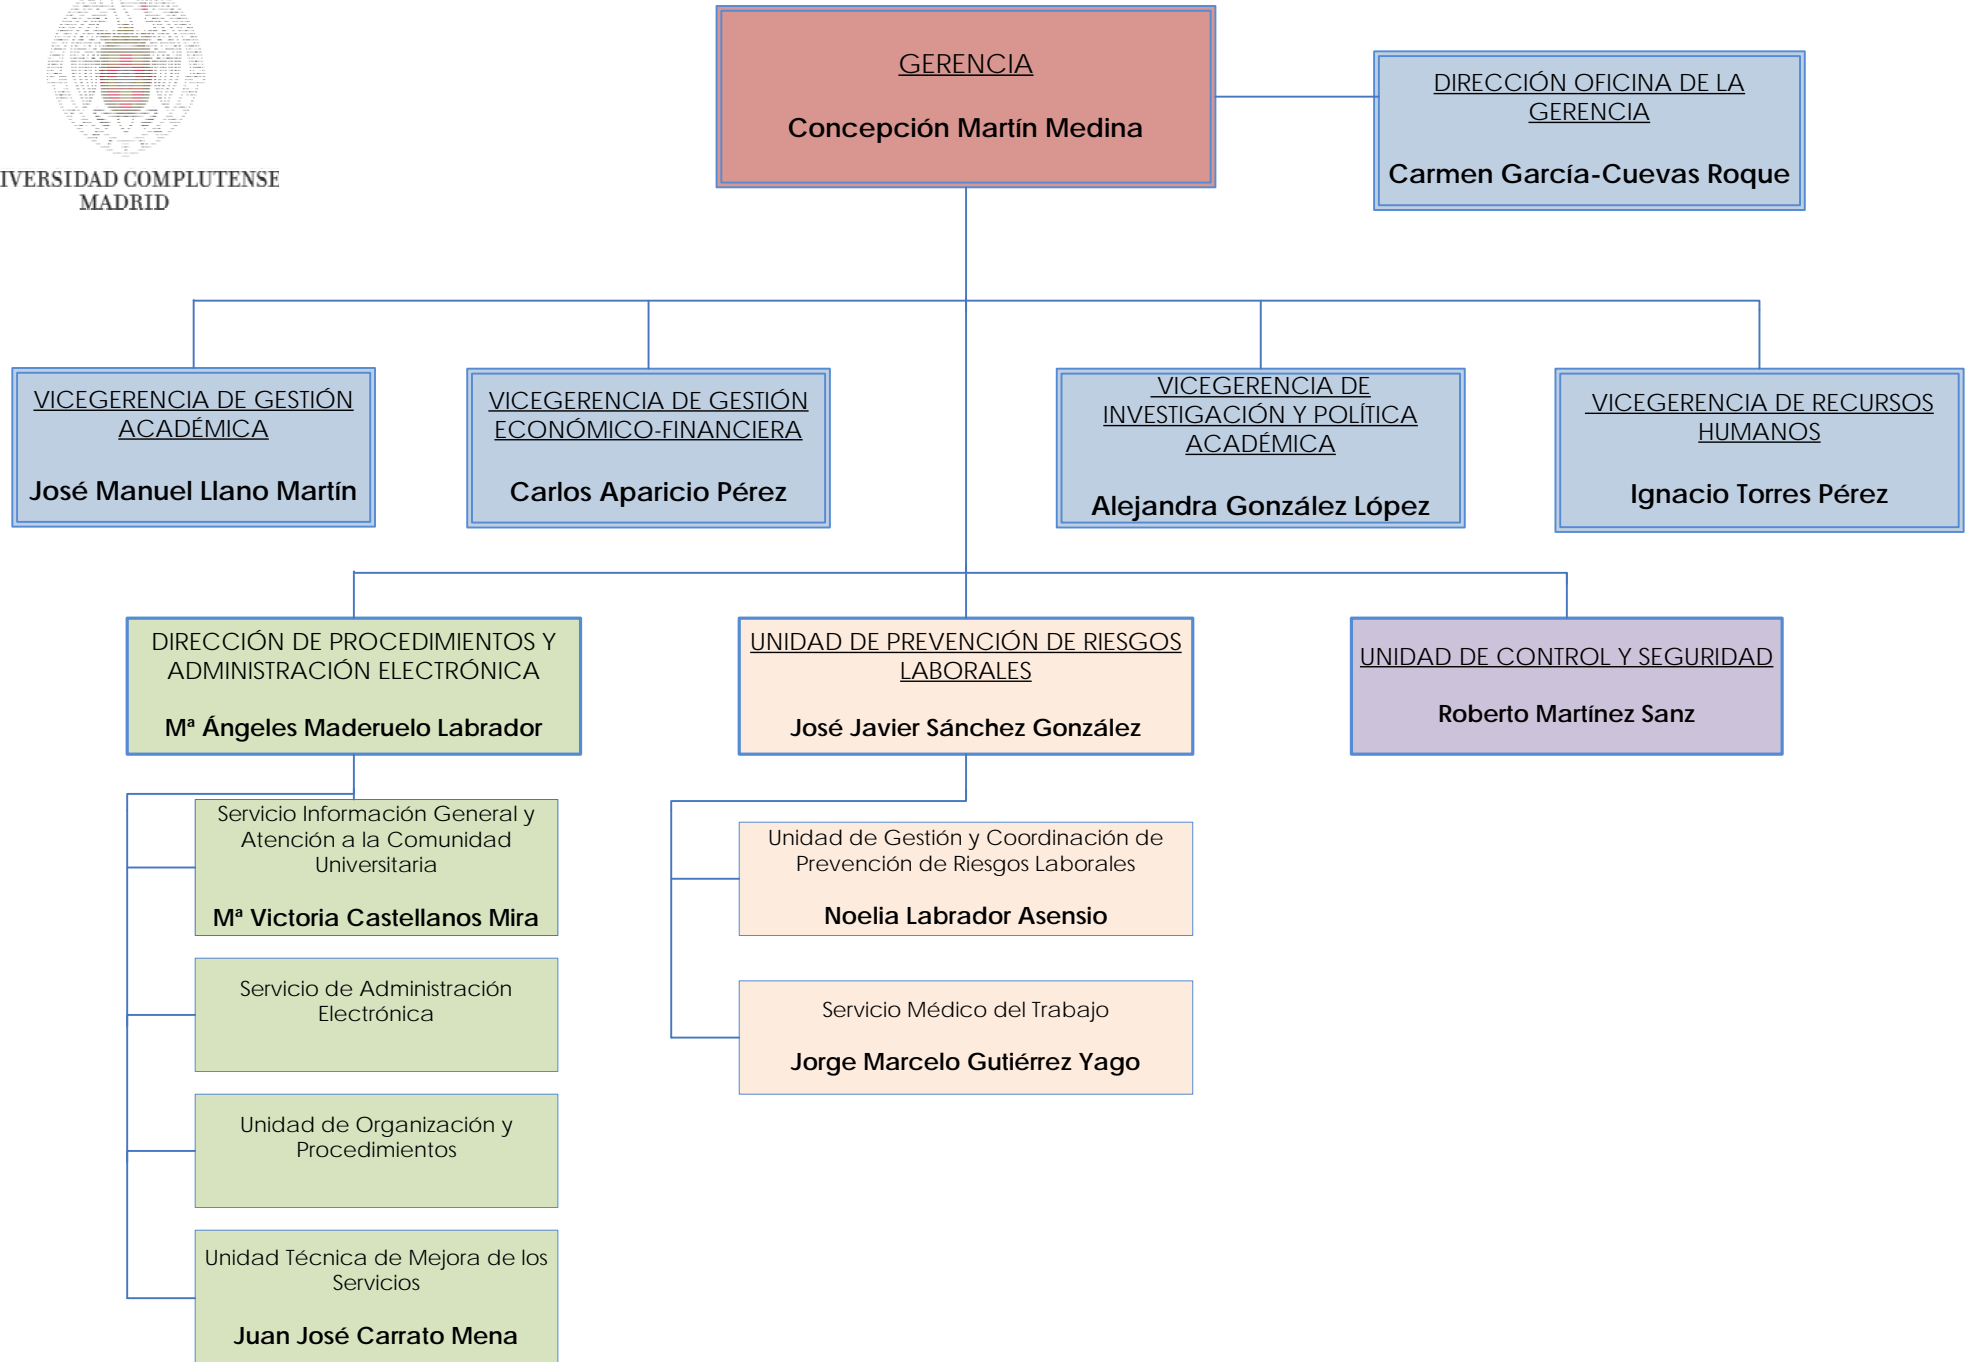 GERENCIA
Concepción Martín Medina
DIRECCIÓN OFICINA DE LA
GERENCIA
Carmen García-Cuevas Roque
IVERSIDAD COMPLUTENSE
MADRID
VICEGERENCIA DE GESTIÓN
ACADÉMICA
José Manuel Llano Martín
VICEGERENCIA DE GESTIÓN
ECONÓMICO-FINANCIERA
Carlos Aparicio Pérez
VICEGERENCIA DE
INVESTIGACIÓN Y POLÍTICA
ACADÉMICA
Alejandra González López
VICEGERENCIA DE RECURSOS
HUMANOS
Ignacio Torres Pérez
DIRECCIÓN DE PROCEDIMIENTOS Y
ADMINISTRACIÓN ELECTRÓNICA
Mª Ángeles Maderuelo Labrador
UNIDAD DE PREVENCIÓN DE RIESGOS
LABORALES
José Javier Sánchez González
UNIDAD DE CONTROL Y SEGURIDAD
Roberto Martínez Sanz
Servicio Información General y
Atención a la Comunidad
Universitaria
Mª Victoria Castellanos Mira
Servicio de Administración
Electrónica
Unidad de Organización y
Procedimientos
Unidad Técnica de Mejora de los
Servicios
Juan José Carrato Mena
Unidad de Gestión y Coordinación de
Prevención de Riesgos Laborales
Noelia Labrador Asensio
Servicio Médico del Trabajo
Jorge Marcelo Gutiérrez Yago